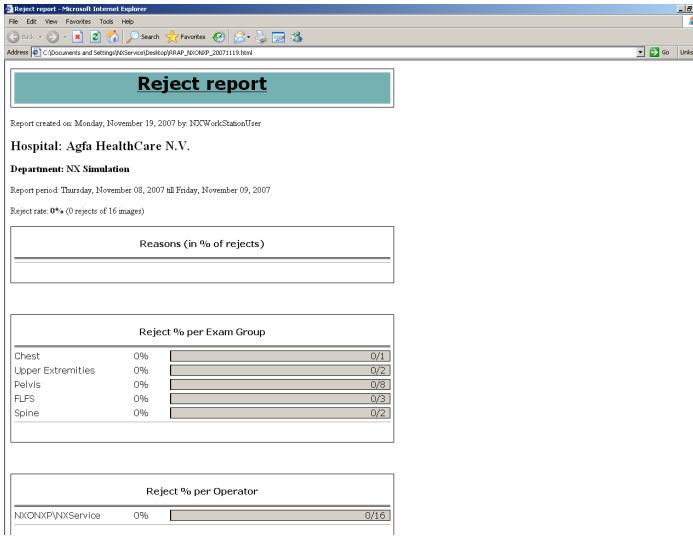 Reject report - Microsoft Internet Explorer
File Edit View Favorites Tools Help
Back Search Favorites
Address C:\Documents and Settings\NXService\Desktop\RRAP_NXONXP_20071119.html Go Links
Reject report
Report created on: Monday, November 19, 2007 by: NXWorkStationUser
Hospital: Agfa HealthCare N.V.
Department: NX Simulation
Report period: Thursday, November 08, 2007 till Friday, November 09, 2007
Reject rate: 0% (0 rejects of 16 images)
Reasons (in % of rejects)
Reject % per Exam Group
Chest 0% 0/1
Upper Extremities 0% 0/2
Pelvis 0% 0/8
FLFS 0% 0/3
Spine 0% 0/2
Reject % per Operator
NXONXP\NXService 0% 0/16